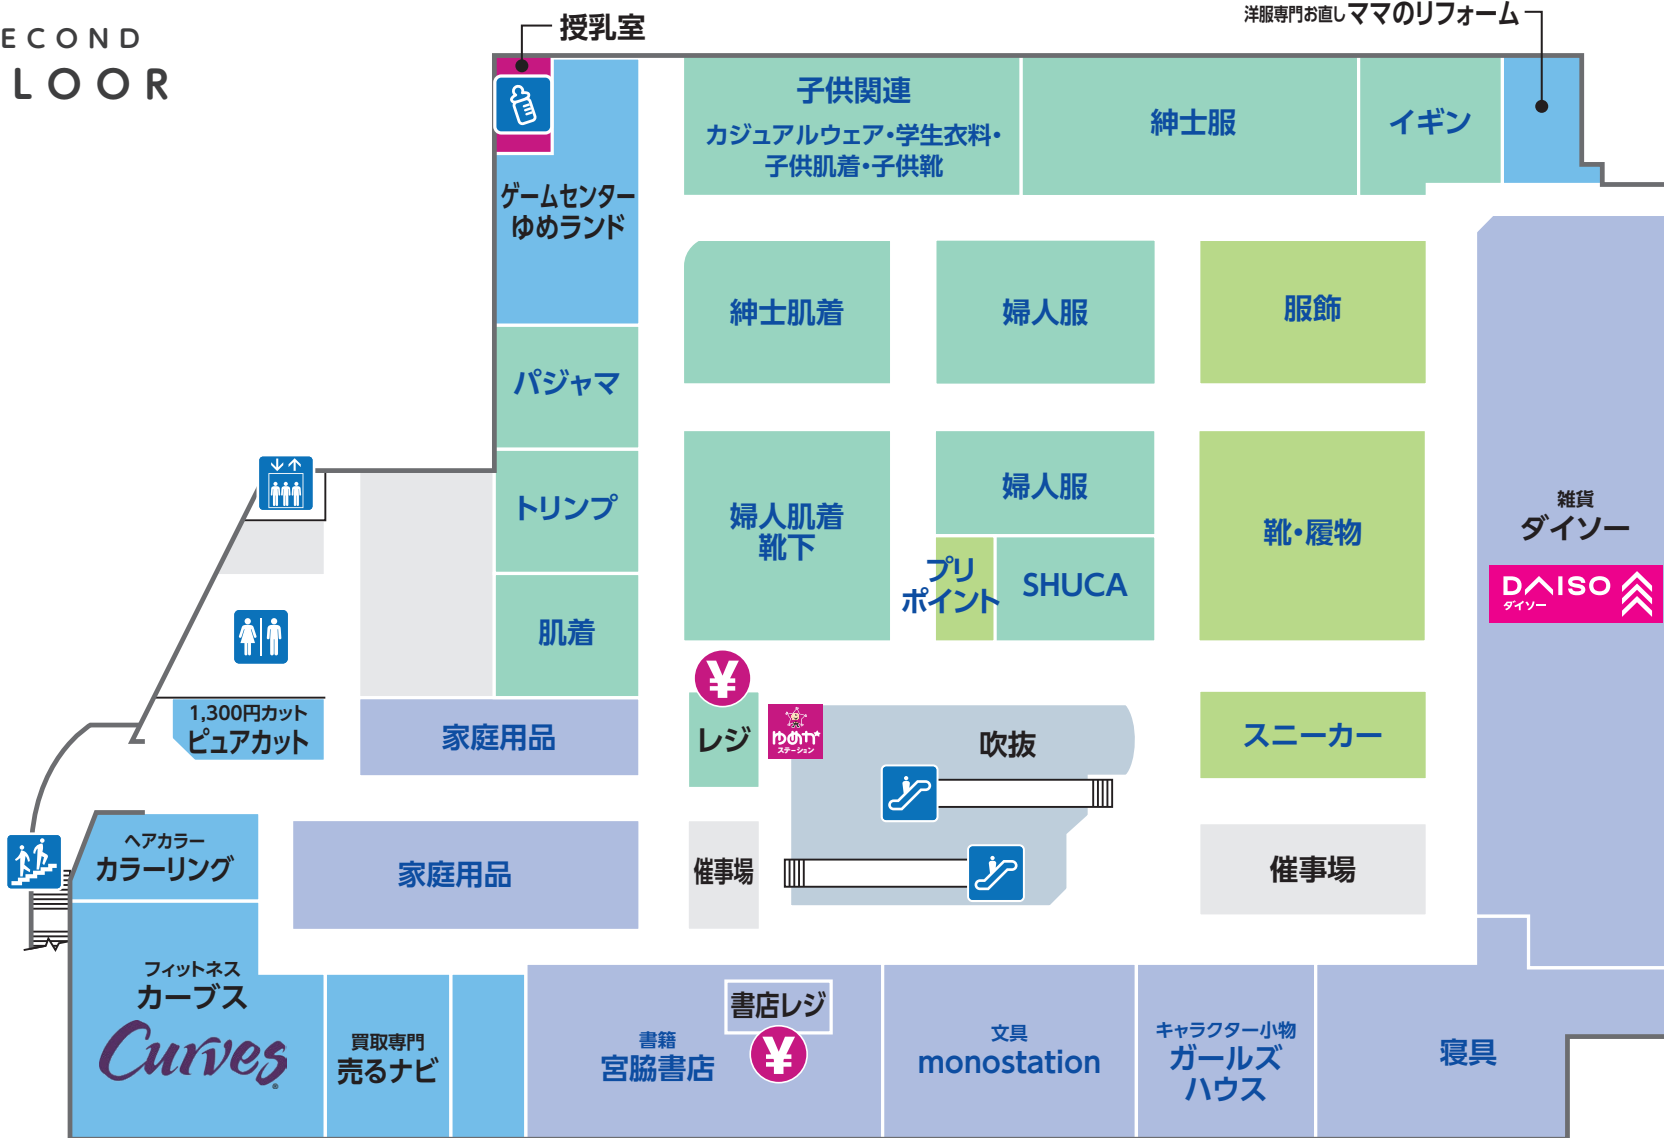 ECOND
LOOR
授乳室
洋服専門お直し ママのリフォーム
子供関連
カジュアルウェア・学生衣料・
子供肌着・子供靴
紳士服
イギン
ゲームセンター
ゆめランド
紳士肌着
婦人服
服飾
パジャマ
トリンプ
婦人肌着
靴下
婦人服
靴・履物
雑貨
ダイソー
DAISO
ダイソー
プリ
ポイント
SHUCA
肌着
¥
1,300円カット
ピュアカット
家庭用品
レジ
ゆめか
ステーション
吹抜
スニーカー
ヘアカラー
カラーリング
家庭用品
催事場
催事場
フィットネス
カーブス
Curves®
買取専門
売るナビ
書店レジ
¥
書籍
宮脇書店
文具
monostation
キャラクター小物
ガールズ
ハウス
寝具